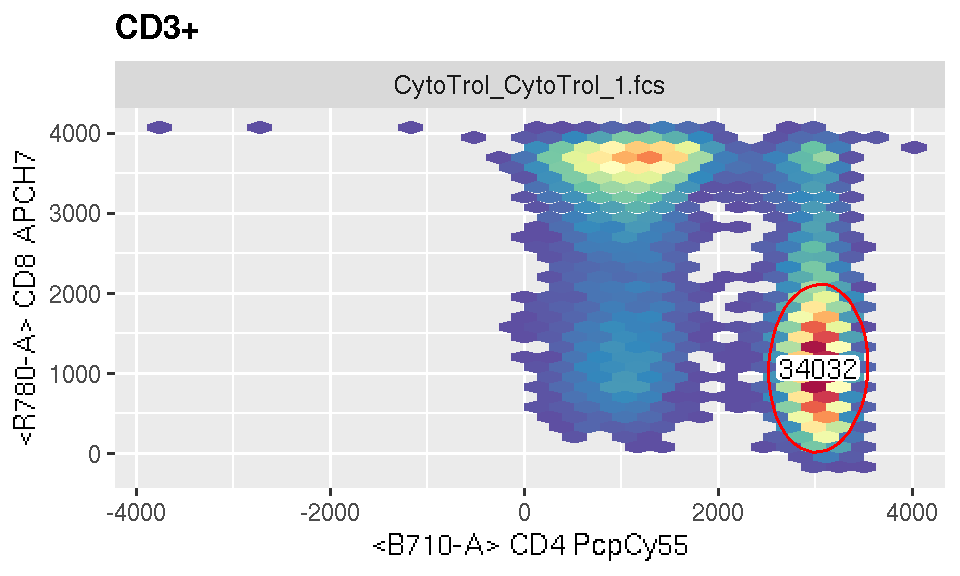 CD3+
CytoTrol_CytoTrol_1.fcs
4000
3000
2000
1000
0
<R780-A> CD8 APCH7
34032
-4000
-2000
0
2000
4000
<B710-A> CD4 PcpCy55